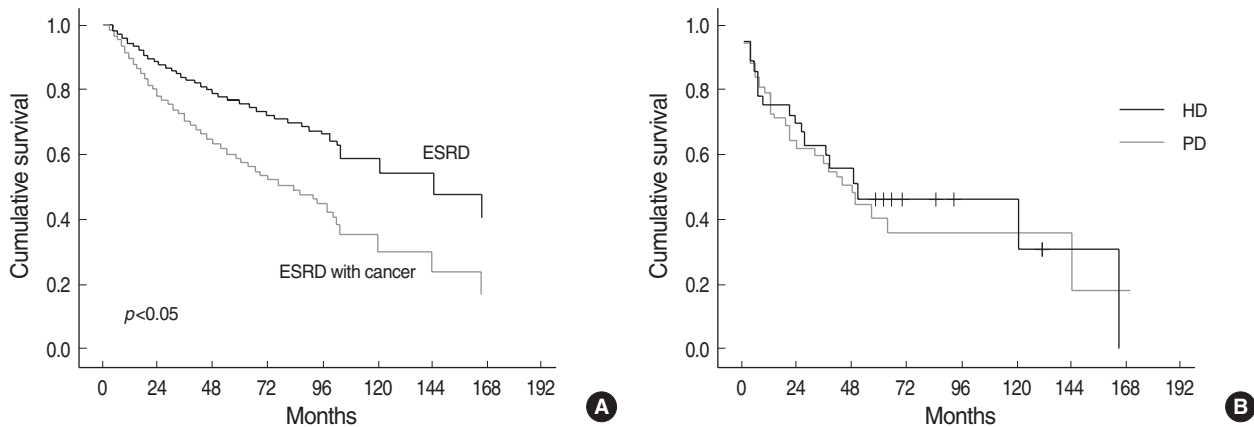 Cumulative survival
1.0
0.8
0.6
0.4
0.2
0.0
ESRD
ESRD with cancer
p<0.05
0 24 48 72 96 120 144 168 192
Months
A
Cumulative survival
1.0
0.8
0.6
0.4
0.2
0.0
HD
PD
0 24 48 72 96 120 144 168 192
Months
B